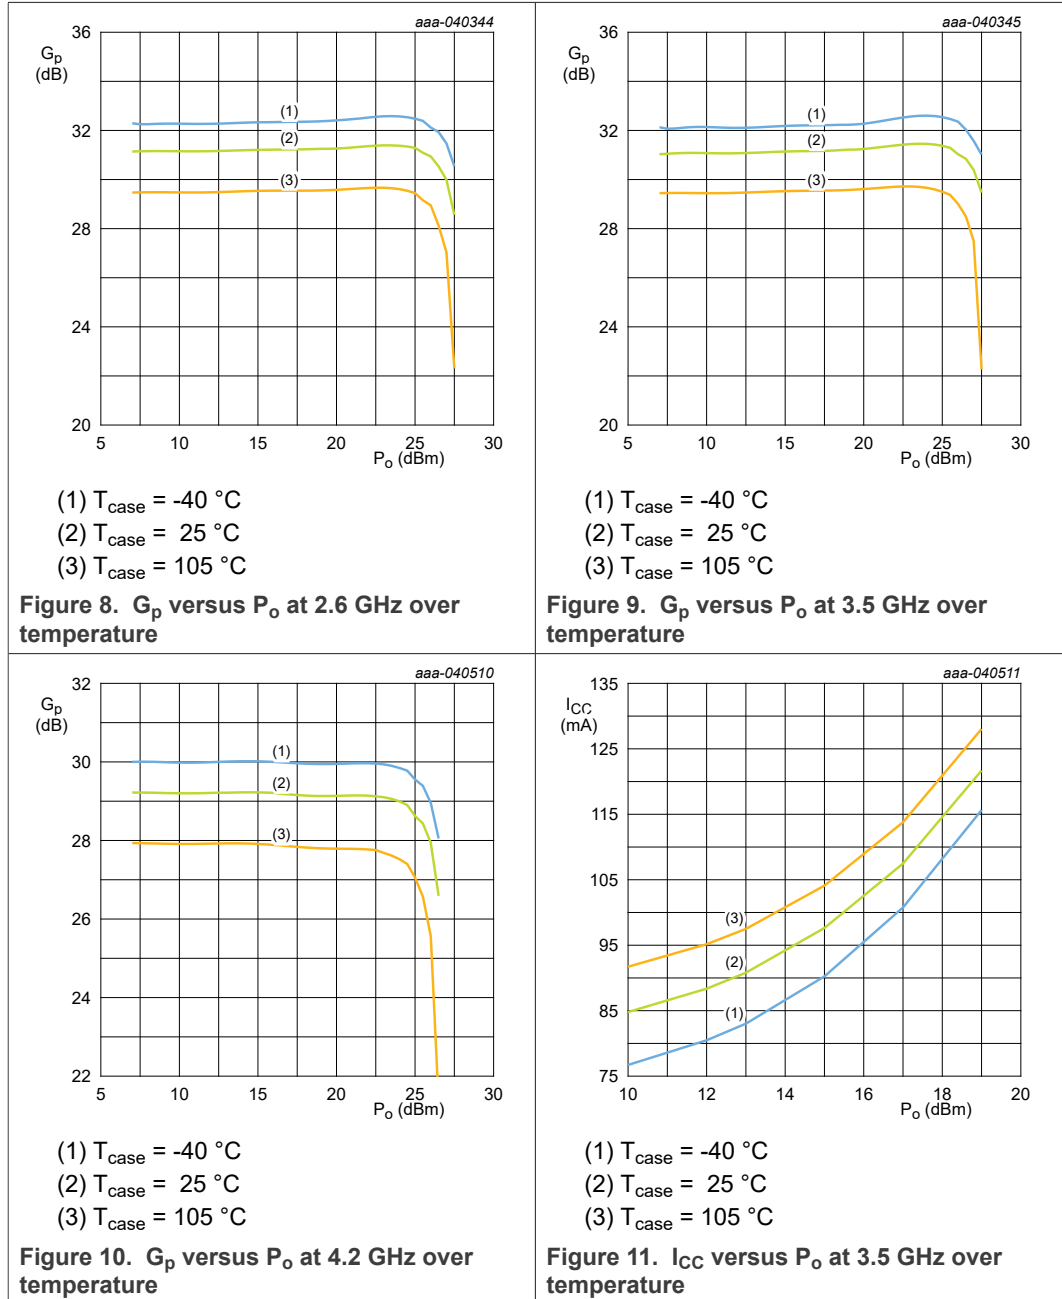 aaa-040344
36
Gp
(dB)
32
28
24
20
(1)
(2)
(3)
5 10 15 20 25 30
Po (dBm)
(1) Tcase = -40 °C
(2) Tcase = 25 °C
(3) Tcase = 105 °C
Figure 8. Gp versus Po at 2.6 GHz over
temperature
aaa-040345
36
Gp
(dB)
32
28
24
20
(1)
(2)
(3)
5 10 15 20 25 30
Po (dBm)
(1) Tcase = -40 °C
(2) Tcase = 25 °C
(3) Tcase = 105 °C
Figure 9. Gp versus Po at 3.5 GHz over
temperature
aaa-040510
32
Gp
(dB)
30
28
26
24
22
(1)
(2)
(3)
5 10 15 20 25 30
Po (dBm)
(1) Tcase = -40 °C
(2) Tcase = 25 °C
(3) Tcase = 105 °C
Figure 10. Gp versus Po at 4.2 GHz over
temperature
aaa-040511
135
ICC
(mA)
125
115
105
95
85
75
(3)
(2)
(1)
10 12 14 16 18 20
Po (dBm)
(1) Tcase = -40 °C
(2) Tcase = 25 °C
(3) Tcase = 105 °C
Figure 11. ICC versus Po at 3.5 GHz over
temperature